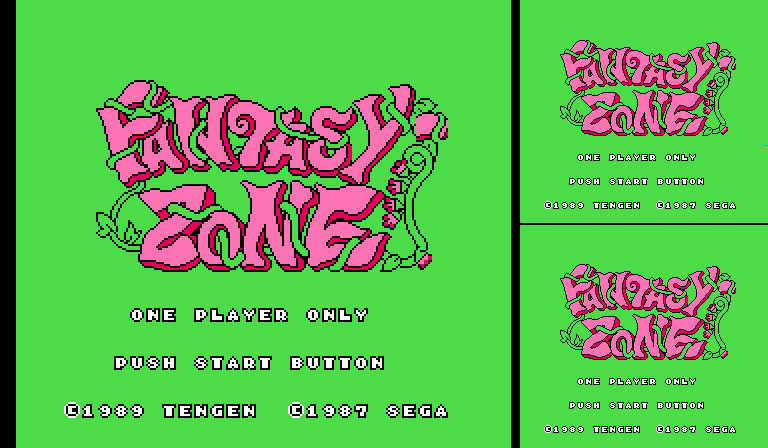 FANTASY
ZONE
ONE PLAYER ONLY
PUSH START BUTTON
©1989 TENGEN ©1987 SEGA
FANTASY
ZONE
ONE PLAYER ONLY
PUSH START BUTTON
©1989 TENGEN ©1987 SEGA
FANTASY
ZONE
ONE PLAYER ONLY
PUSH START BUTTON
©1989 TENGEN ©1987 SEGA